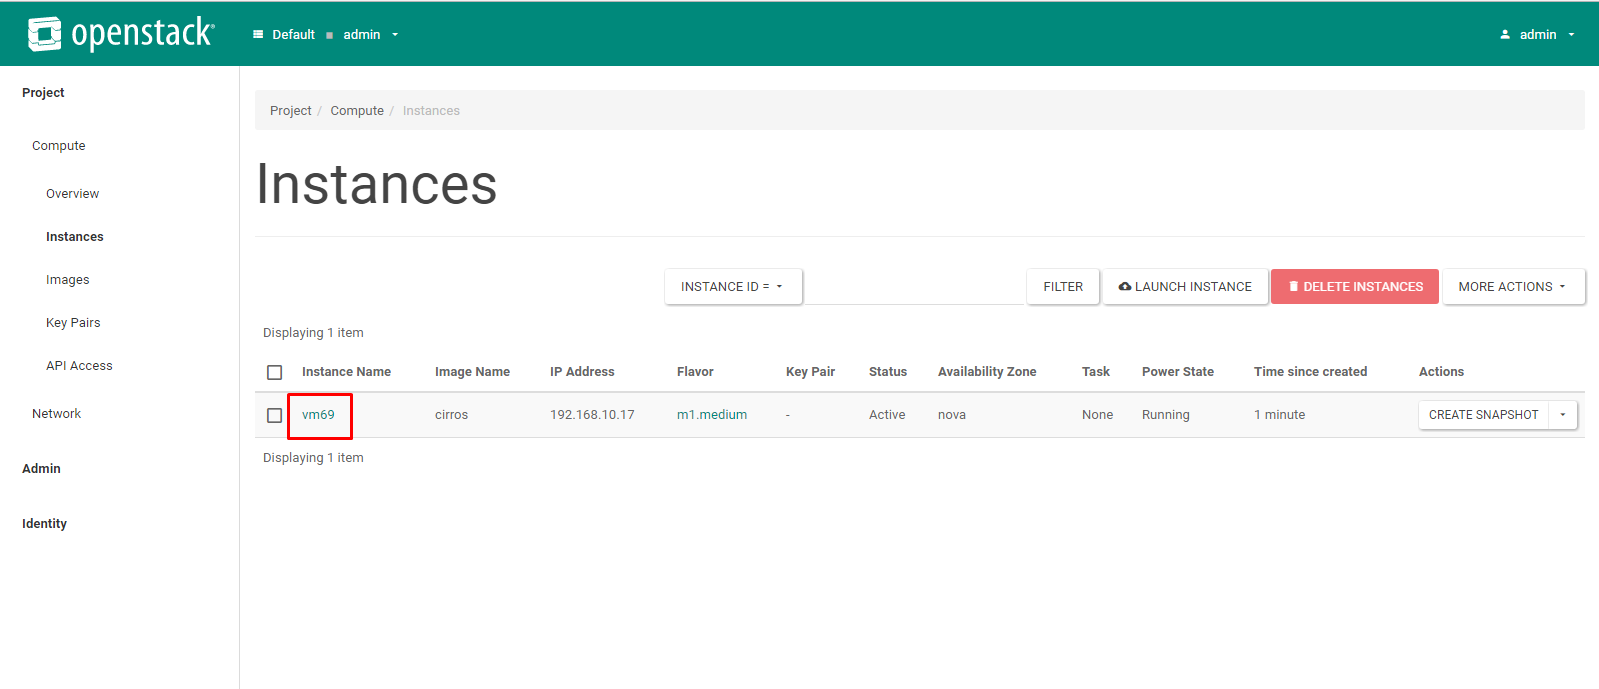 openstack® Default admin admin
Project
Project / Compute / Instances
Compute
Overview
Instances
Images
Key Pairs
API Access
Network
Admin
Identity
Instances
INSTANCE ID = FILTER LAUNCH INSTANCE DELETE INSTANCES MORE ACTIONS
Displaying 1 item
Instance Name Image Name IP Address Flavor Key Pair Status Availability Zone Task Power State Time since created Actions
vm69 cirros 192.168.10.17 m1.medium - Active nova None Running 1 minute CREATE SNAPSHOT
Displaying 1 item